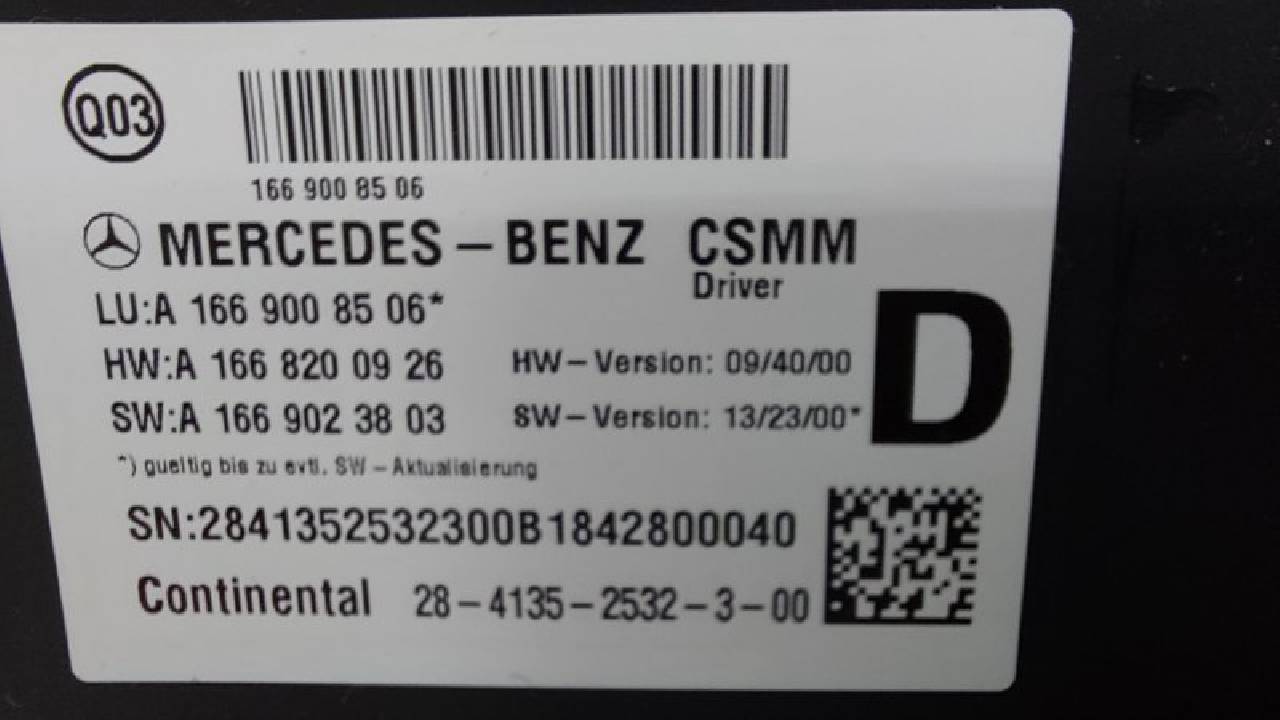 Q03
166 900 85 06
MERCEDES-BENZ CSMM
Driver
LU:A 166 900 85 06*
D
HW:A 166 820 09 26 HW-Version: 09/40/00
SW:A 166 902 38 03 SW-Version: 13/23/00*
*) gueltig bis zu evtl. SW-Aktualisierung
SN:2841352532300B1842800040
Continental 28-4135-2532-3-00